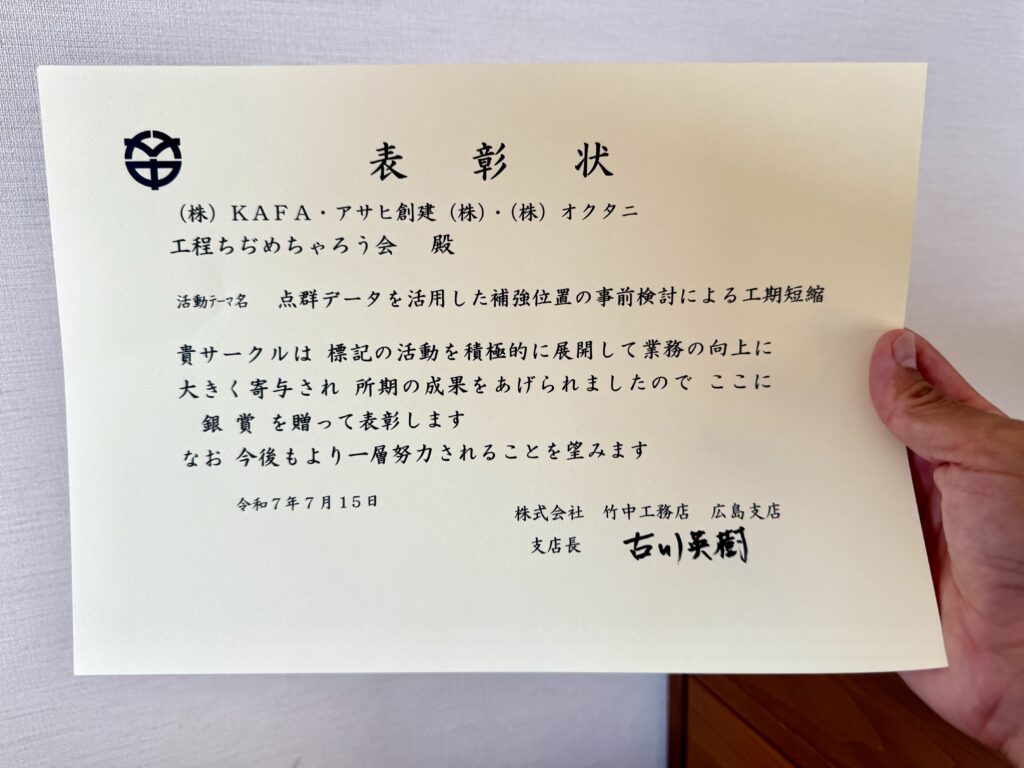 表彰状
（株）ＫＡＦＡ・アサヒ創建（株）・（株）オクタニ
工程ちぢめちゃろう会　殿
活動ﾃｰﾏ名　点群データを活用した補強位置の事前検討による工期短縮
貴サークルは 標記の活動を積極的に展開して業務の向上に
大きく寄与され 所期の成果をあげられましたので ここに
銀 賞 を贈って表彰します
なお 今後もより一層努力されることを望みます
令和７年７月１５日
株式会社　竹中工務店　広島支店
支店長　古川英樹